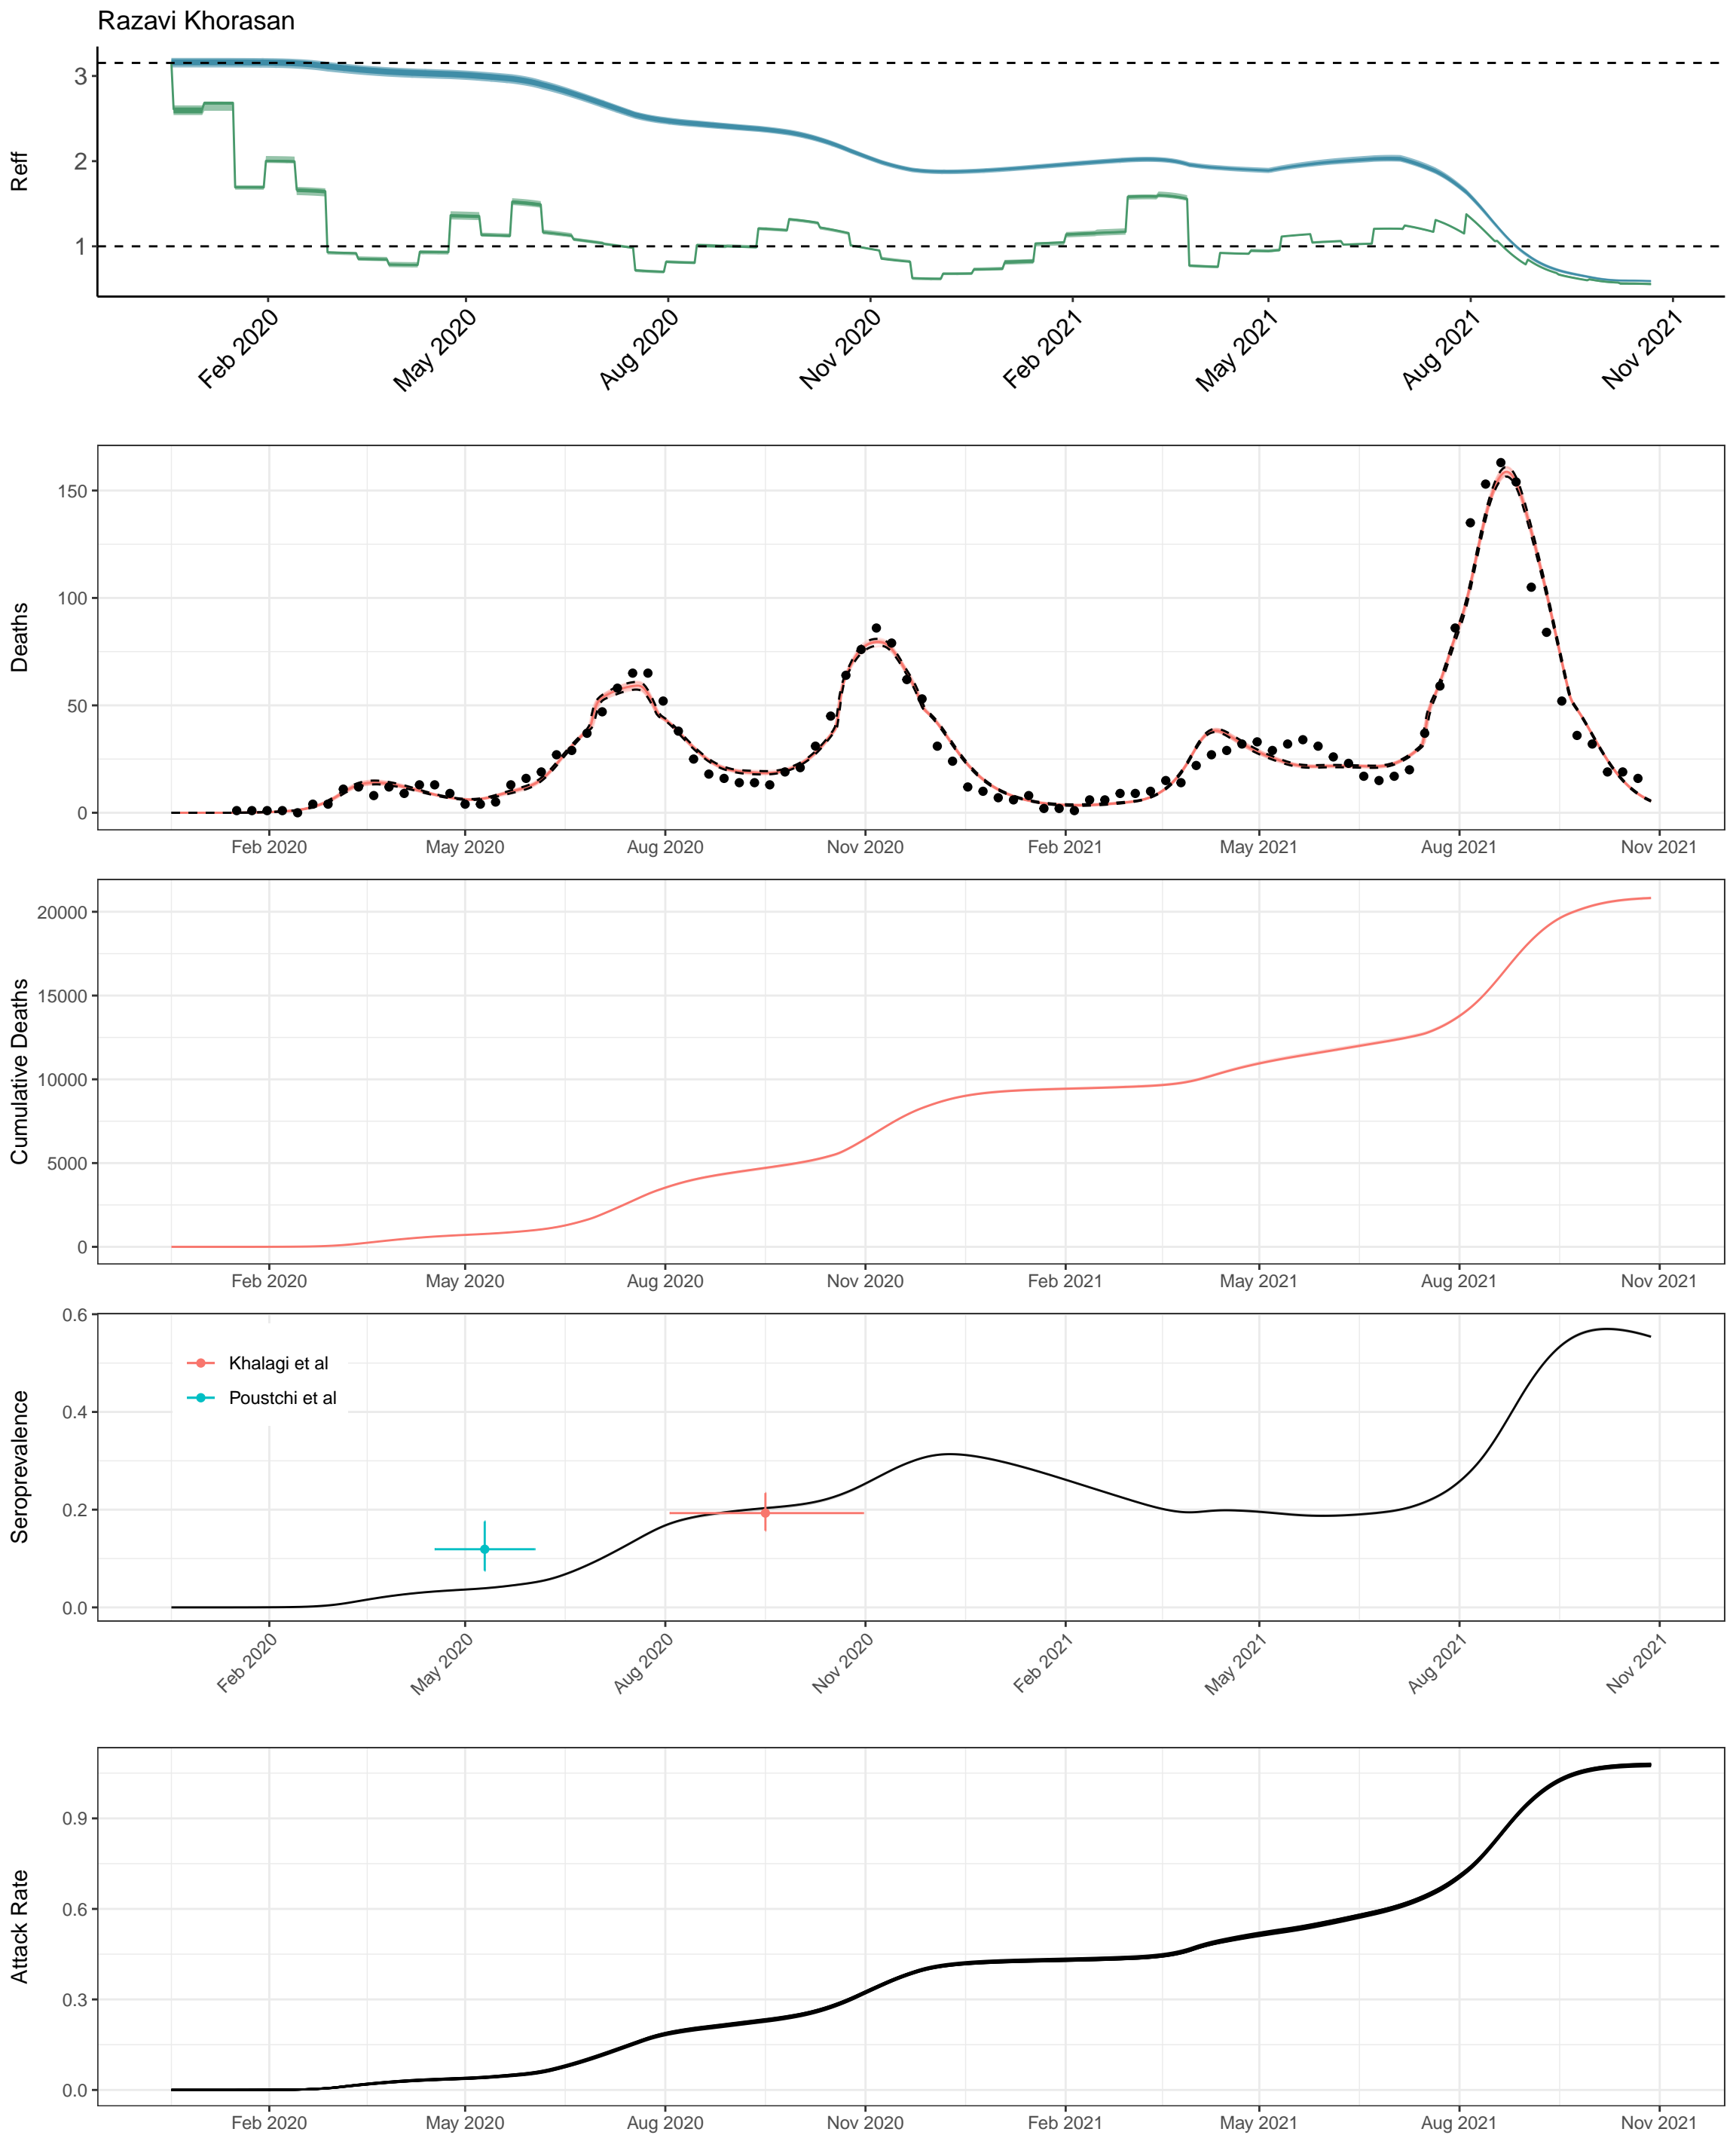 Razavi Khorasan
Reff
3
2
1
Feb 2020
May 2020
Aug 2020
Nov 2020
Feb 2021
May 2021
Aug 2021
Nov 2021
Deaths
150
100
50
0
Feb 2020
May 2020
Aug 2020
Nov 2020
Feb 2021
May 2021
Aug 2021
Nov 2021
Cumulative Deaths
20000
15000
10000
5000
0
Feb 2020
May 2020
Aug 2020
Nov 2020
Feb 2021
May 2021
Aug 2021
Nov 2021
Seroprevalence
0.6
0.4
0.2
0.0
Khalagi et al
Poustchi et al
Feb 2020
May 2020
Aug 2020
Nov 2020
Feb 2021
May 2021
Aug 2021
Nov 2021
Attack Rate
0.9
0.6
0.3
0.0
Feb 2020
May 2020
Aug 2020
Nov 2020
Feb 2021
May 2021
Aug 2021
Nov 2021